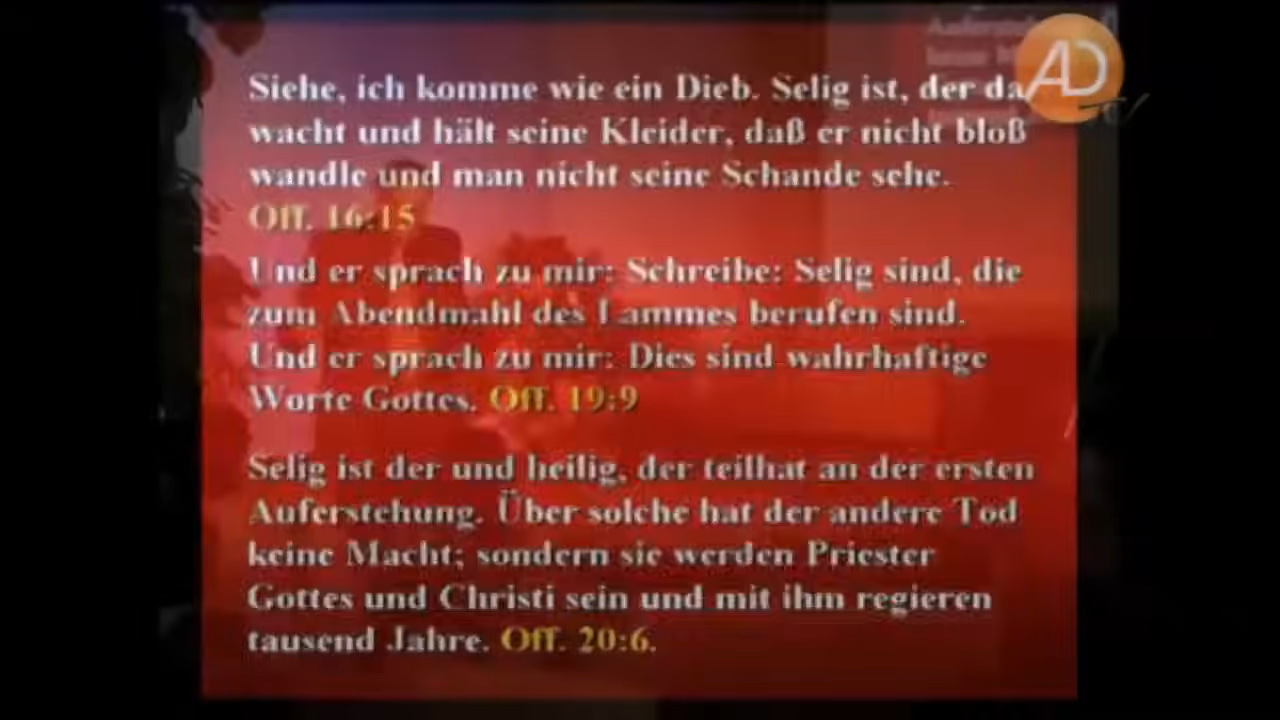 Siehe, ich komme wie ein Dieb. Selig ist, der da
wacht und hält seine Kleider, daß er nicht bloß
wandle und man nicht seine Schande sehe.
Off. 16:15
Und er sprach zu mir: Schreibe: Selig sind, die
zum Abendmahl des Lammes berufen sind.
Und er sprach zu mir: Dies sind wahrhaftige
Worte Gottes. Off. 19:9
Selig ist der und heilig, der teilhat an der ersten
Auferstehung. Über solche hat der andere Tod
keine Macht; sondern sie werden Priester
Gottes und Christi sein und mit ihm regieren
tausend Jahre. Off. 20:6.
AD